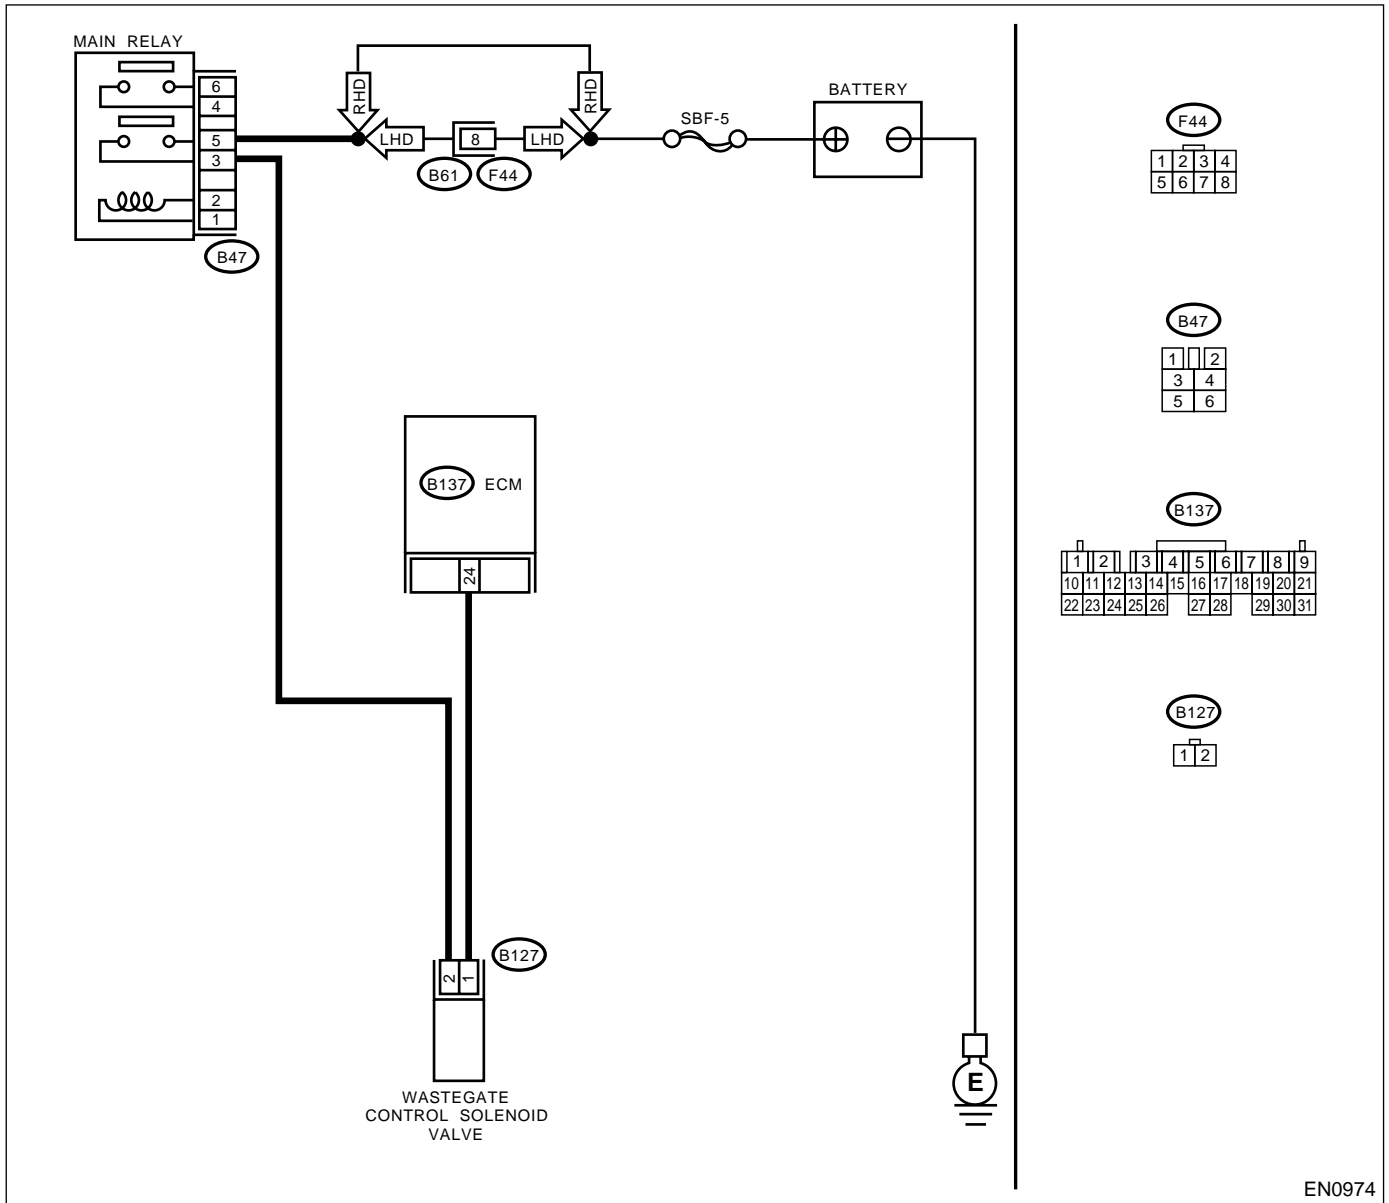 MAIN RELAY
6
4
5
3
2
1
B47
RHD
LHD
8
LHD
RHD
B61
F44
SBF-5
BATTERY
B137 ECM
24
2 1
B127
WASTEGATE
CONTROL SOLENOID
VALVE
E
F44
1 2 3 4
5 6 7 8
B47
1 2
3 4
5 6
B137
1 2 3 4 5 6 7 8 9
10 11 12 13 14 15 16 17 18 19 20 21
22 23 24 25 26 27 28 29 30 31
B127
1 2
EN0974